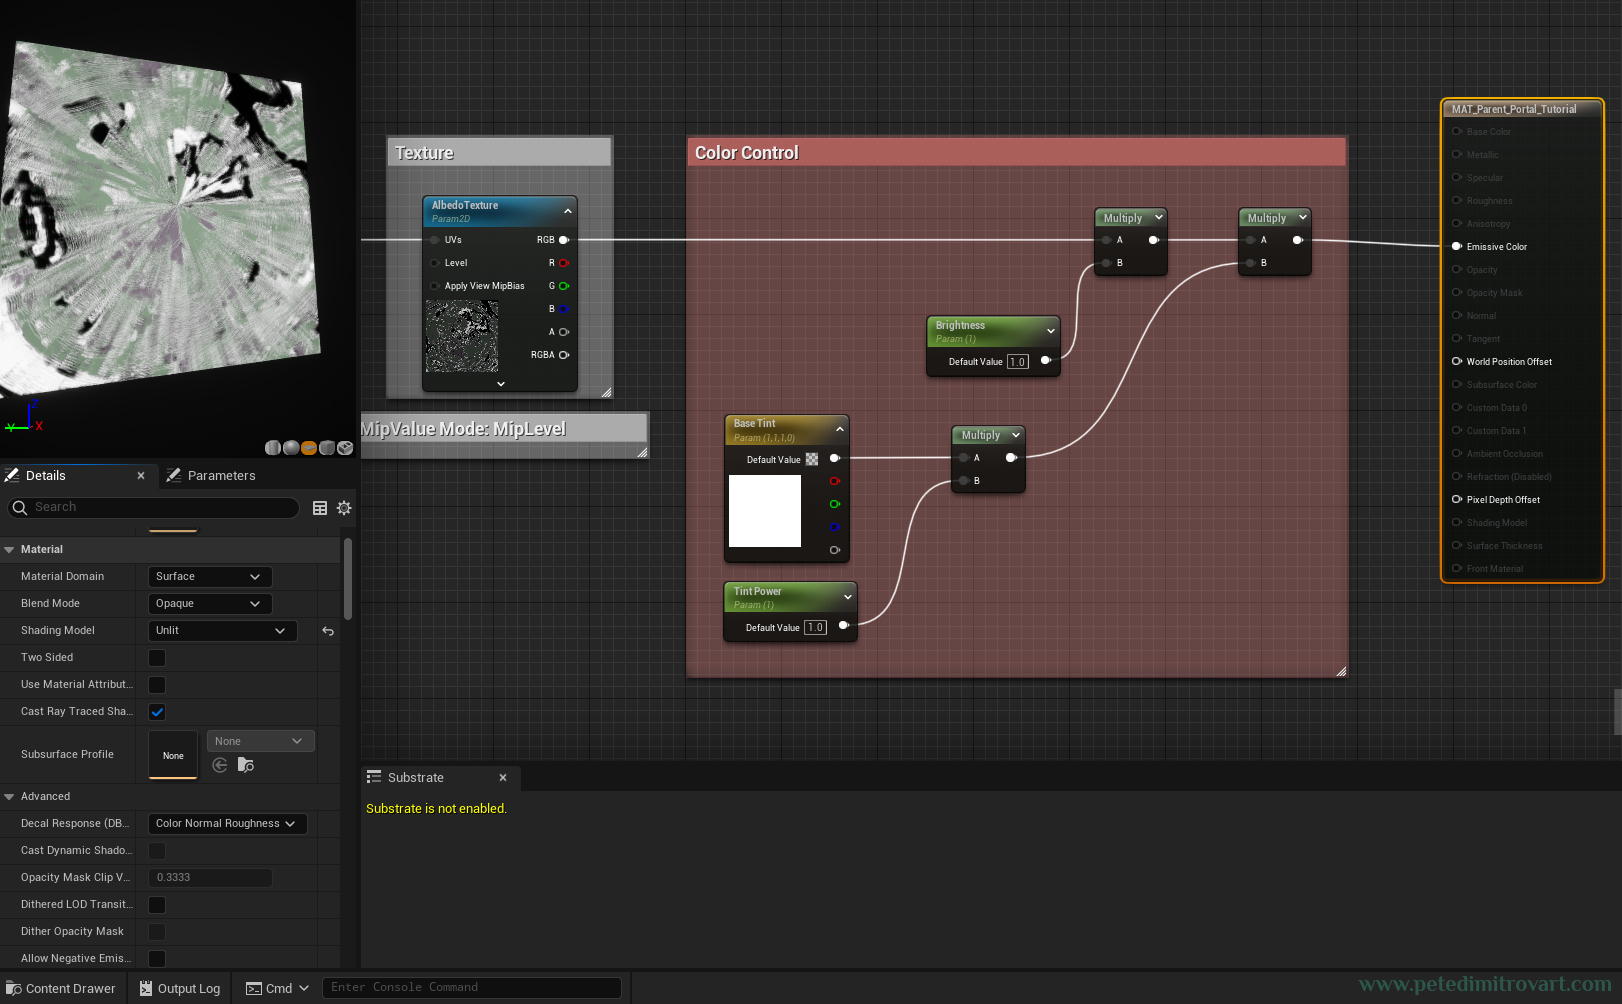 Texture
AlbedoTexture
Param2D
UVs
RGB
Level
R
Apply View MipBias
G
B
A
RGBA
MipValue Mode: MipLevel
Color Control
Multiply
A
B
Multiply
A
B
Brightness
Param (1)
Default Value 1.0
Base Tint
Param (1,1,1,0)
Default Value
Multiply
A
B
Tint Power
Param (1)
Default Value 1.0
MAT_Parent_Portal_Tutorial
Base Color
Metallic
Specular
Roughness
Anisotropy
Emissive Color
Opacity
Opacity Mask
Normal
Tangent
World Position Offset
Subsurface Color
Custom Data 0
Custom Data 1
Ambient Occlusion
Refraction (Disabled)
Pixel Depth Offset
Shading Model
Surface Thickness
Front Material
Z
Y
X
Details
Parameters
Search
Material
Material Domain Surface
Blend Mode Opaque
Shading Model Unlit
Two Sided
Use Material Attribut...
Cast Ray Traced Sha...
Subsurface Profile None None
Advanced
Decal Response (DB... Color Normal Roughness
Cast Dynamic Shado...
Opacity Mask Clip V... 0.3333
Dithered LOD Transit...
Dither Opacity Mask
Allow Negative Emis...
Substrate
Substrate is not enabled.
Content Drawer
Output Log
Cmd
Enter Console Command
www.petedimitrovart.com